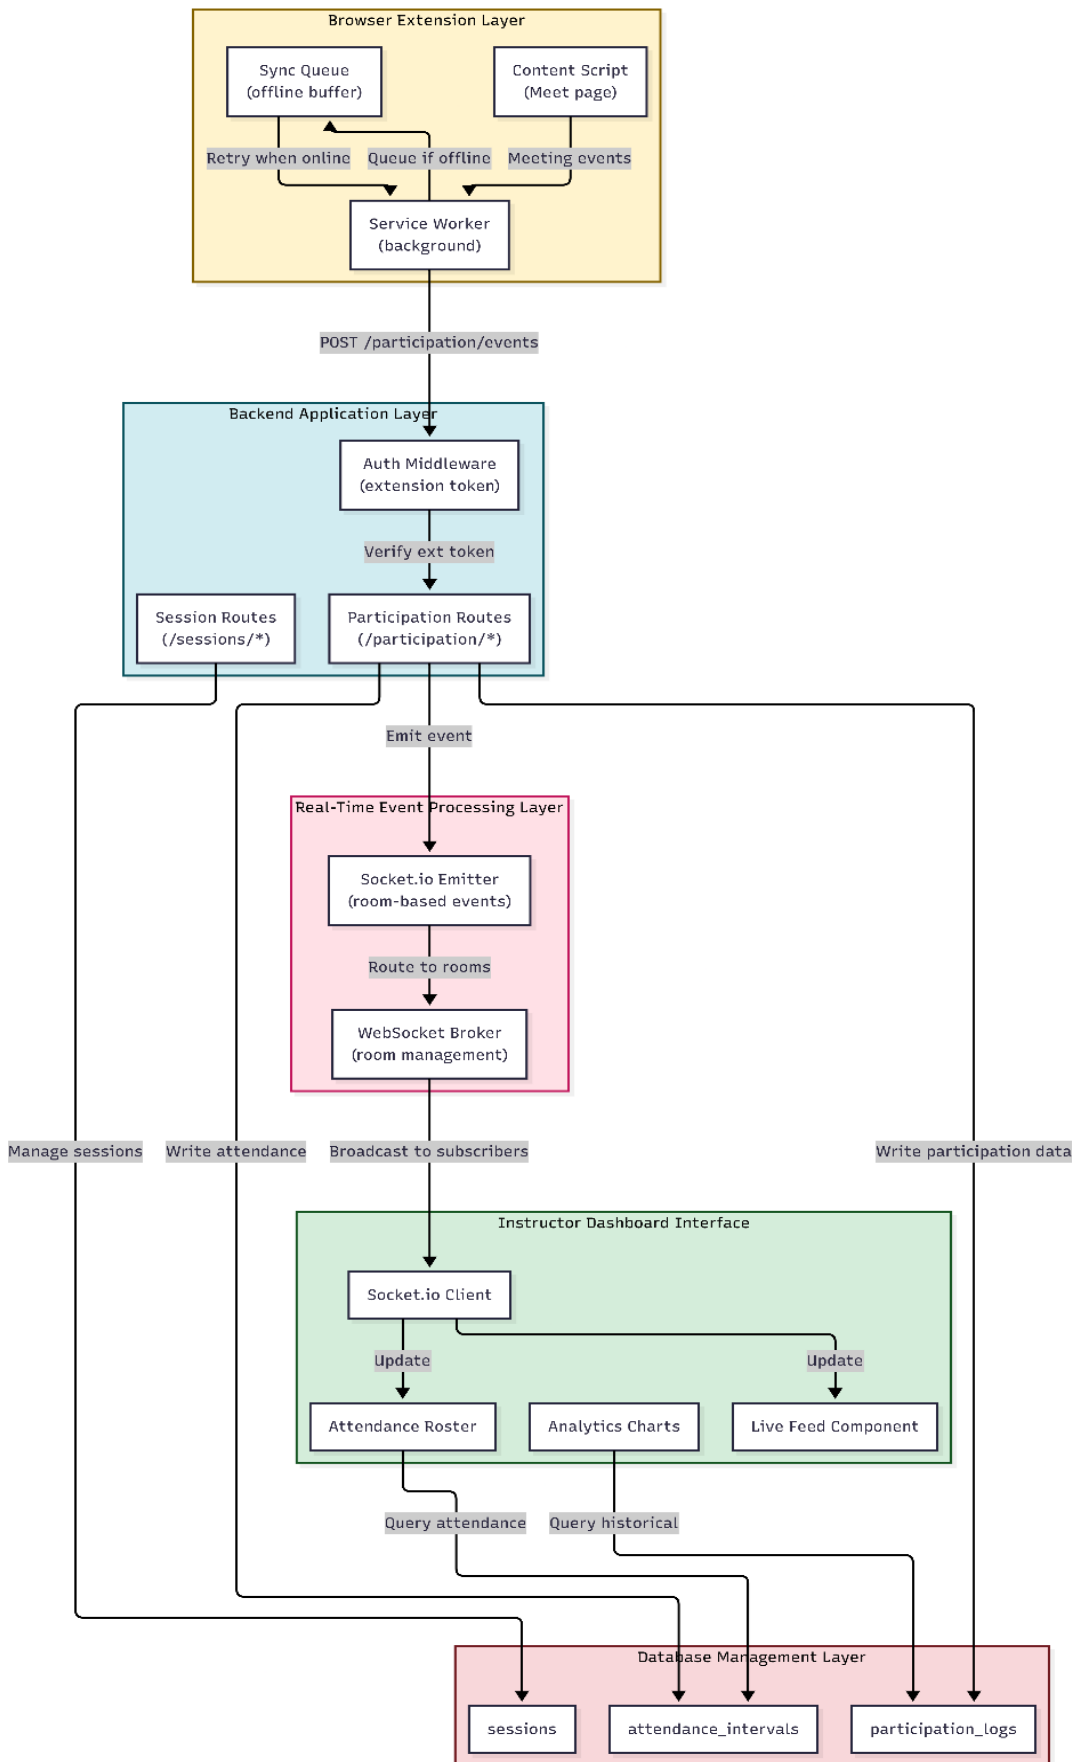 Browser Extension Layer
Sync Queue
(offline buffer)
Content Script
(Meet page)
Retry when online
Queue if offline
Meeting events
Service Worker
(background)
POST /participation/events
Backend Application Layer
Auth Middleware
(extension token)
Verify ext token
Session Routes
(/sessions/*)
Participation Routes
(/participation/*)
Emit event
Real-Time Event Processing Layer
Socket.io Emitter
(room-based events)
Route to rooms
WebSocket Broker
(room management)
Manage sessions
Write attendance
Broadcast to subscribers
Write participation data
Instructor Dashboard Interface
Socket.io Client
Update
Update
Attendance Roster
Analytics Charts
Live Feed Component
Query attendance
Query historical
Database Management Layer
sessions
attendance_intervals
participation_logs